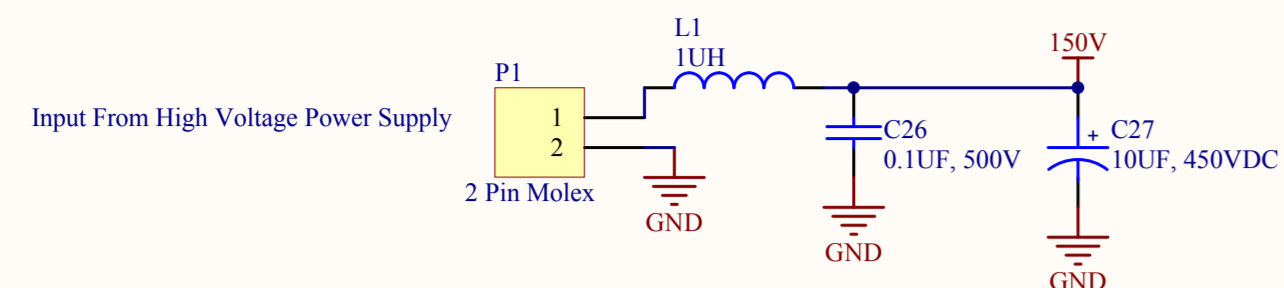 L1
1UH
150V
P1
Input From High Voltage Power Supply
1
2
2 Pin Molex
C26
0.1UF, 500V
+
C27
10UF, 450VDC
GND
GND
GND